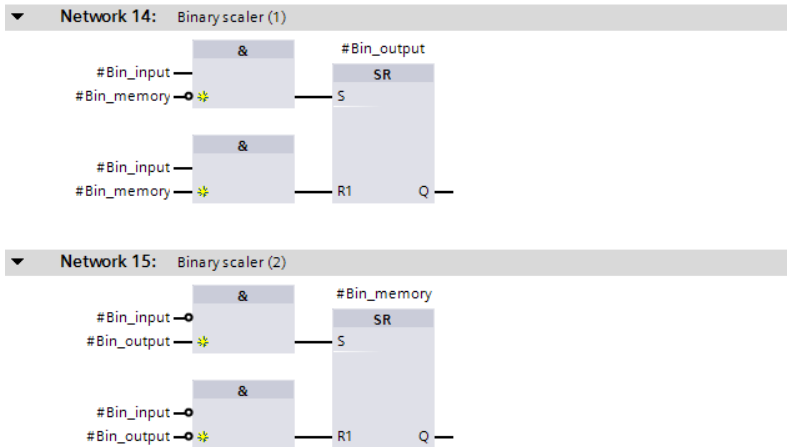 Network 14: Binary scaler (1)
& #Bin_output
#Bin_input SR
#Bin_memory S
&
#Bin_input
#Bin_memory R1 Q
Network 15: Binary scaler (2)
& #Bin_memory
#Bin_input SR
#Bin_output S
&
#Bin_input
#Bin_output R1 Q